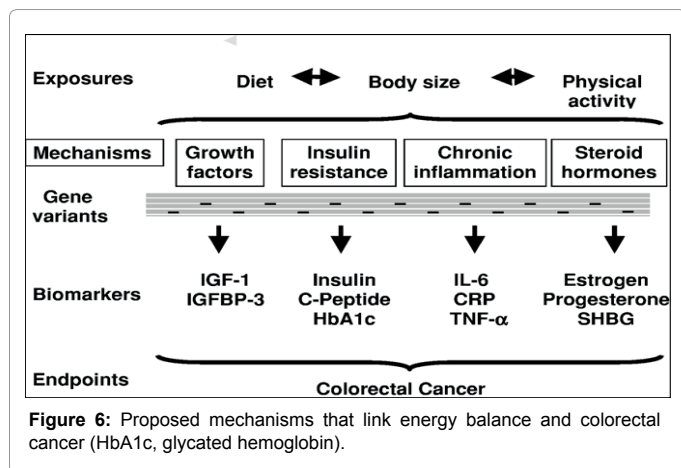 Exposures
Diet Body size Physical
activity
Mechanisms Growth Insulin Chronic Steroid
factors resistance inflammation hormones
Gene
variants
IGF-1 Insulin IL-6 Estrogen
Biomarkers IGFBP-3 C-Peptide CRP Progesterone
HbA1c TNF-α SHBG
Endpoints
Colorectal Cancer
Figure 6: Proposed mechanisms that link energy balance and colorectal
cancer (HbA1c, glycated hemoglobin).